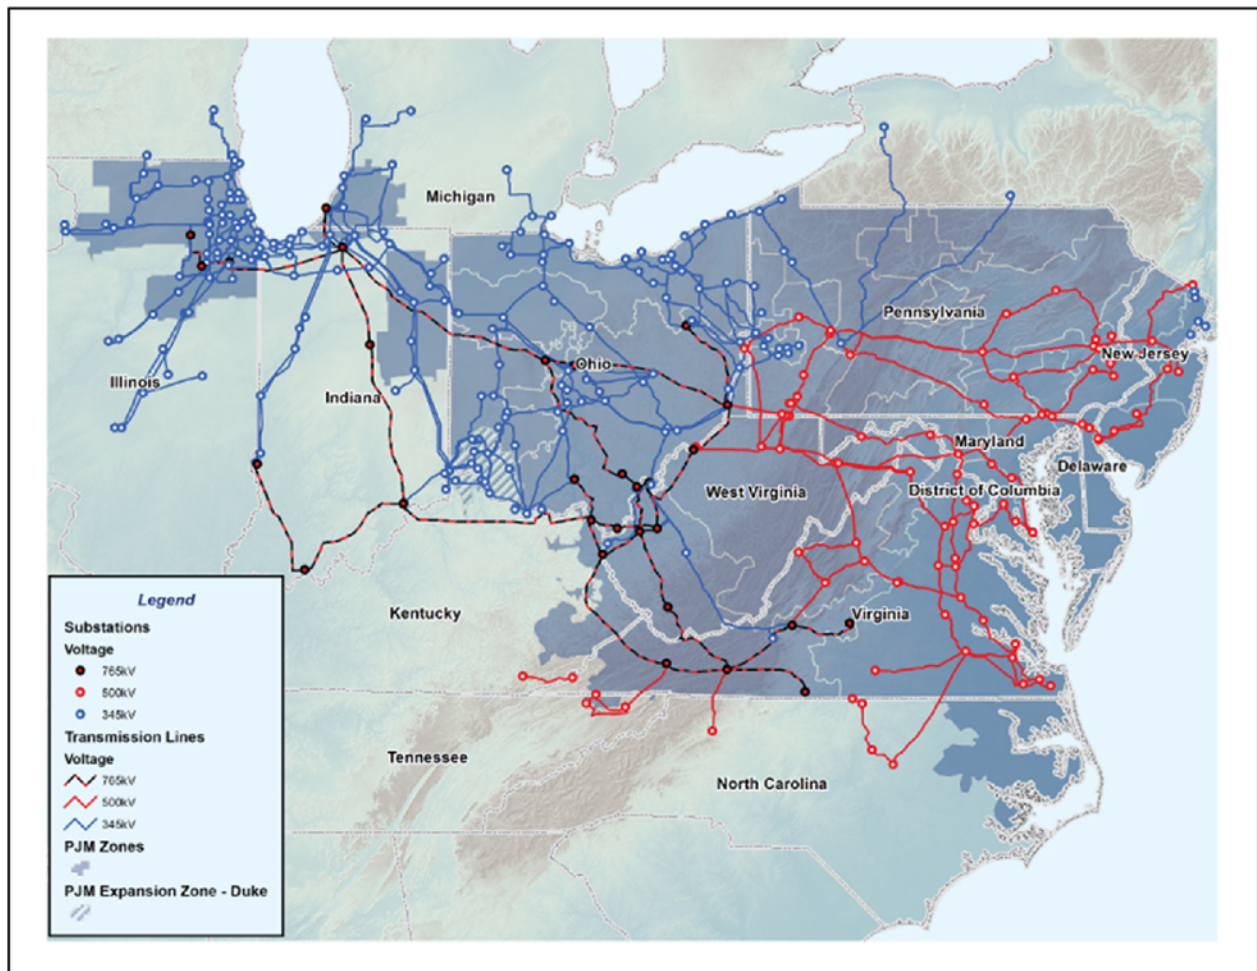 Michigan
Pennsylvania
New Jersey
Ohio
Illinois
Indiana
Maryland
Delaware
West Virginia
District of Columbia
Kentucky
Virginia
Tennessee
North Carolina
Legend
Substations
Voltage
765kV
500kV
345kV
Transmission Lines
Voltage
765kV
500kV
345kV
PJM Zones
PJM Expansion Zone - Duke